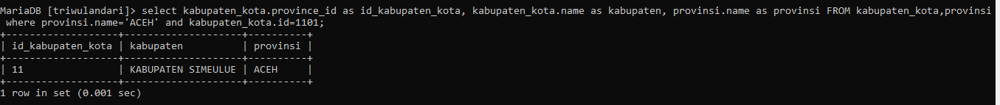 MariaDB [triwulandari]> select kabupaten_kota.province_id as id_kabupaten_kota, kabupaten_kota.name as kabupaten, provinsi.name as provinsi FROM kabupaten_kota,provinsi
 where provinsi.name='ACEH' and kabupaten_kota.id=1101;
+-------------------+--------------------+----------+
| id_kabupaten_kota | kabupaten          | provinsi |
+-------------------+--------------------+----------+
| 11                | KABUPATEN SIMEULUE | ACEH     |
+-------------------+--------------------+----------+
1 row in set (0.001 sec)